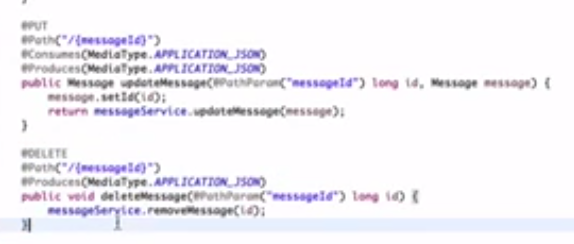 @PUT
@Path("/{messageId}")
@Consumes(MediaType.APPLICATION_JSON)
@Produces(MediaType.APPLICATION_JSON)
public Message updateMessage(@PathParam("messageId") long id, Message message) {
message.setId(id);
return messageService.updateMessage(message);
}
@DELETE
@Path("/{messageId}")
@Produces(MediaType.APPLICATION_JSON)
public void deleteMessage(@PathParam("messageId") long id) {
messageService.removeMessage(id);
}